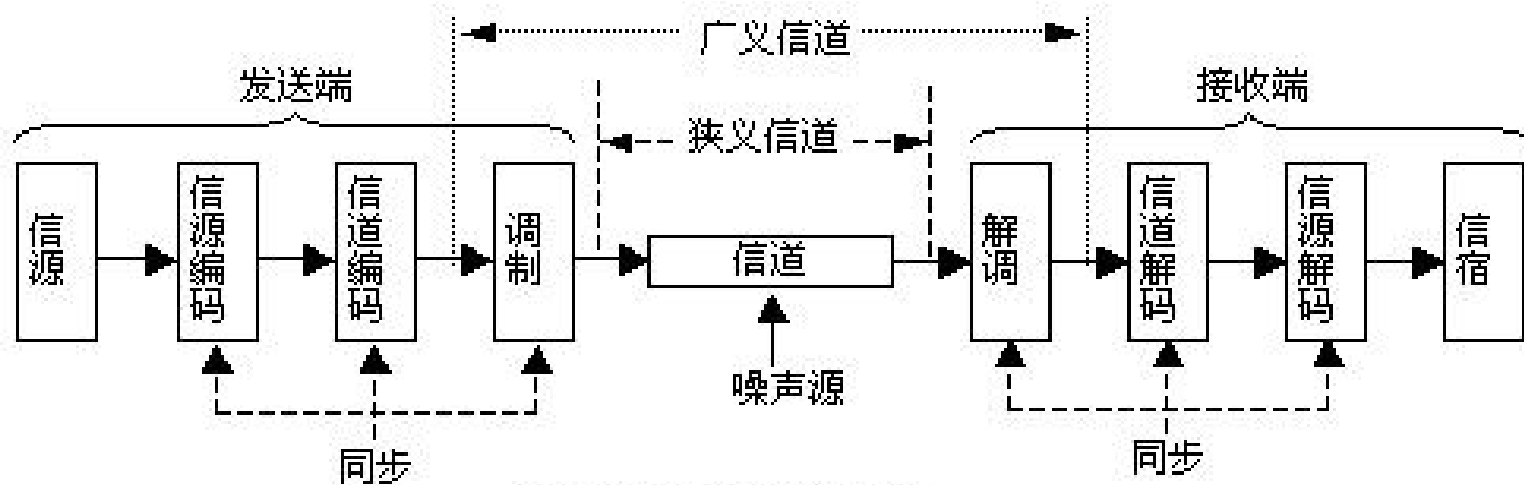 广义信道
发送端
接收端
狭义信道
信源
信源编码
信道编码
调制
信道
解调
信道解码
信源解码
信宿
噪声源
同步
同步